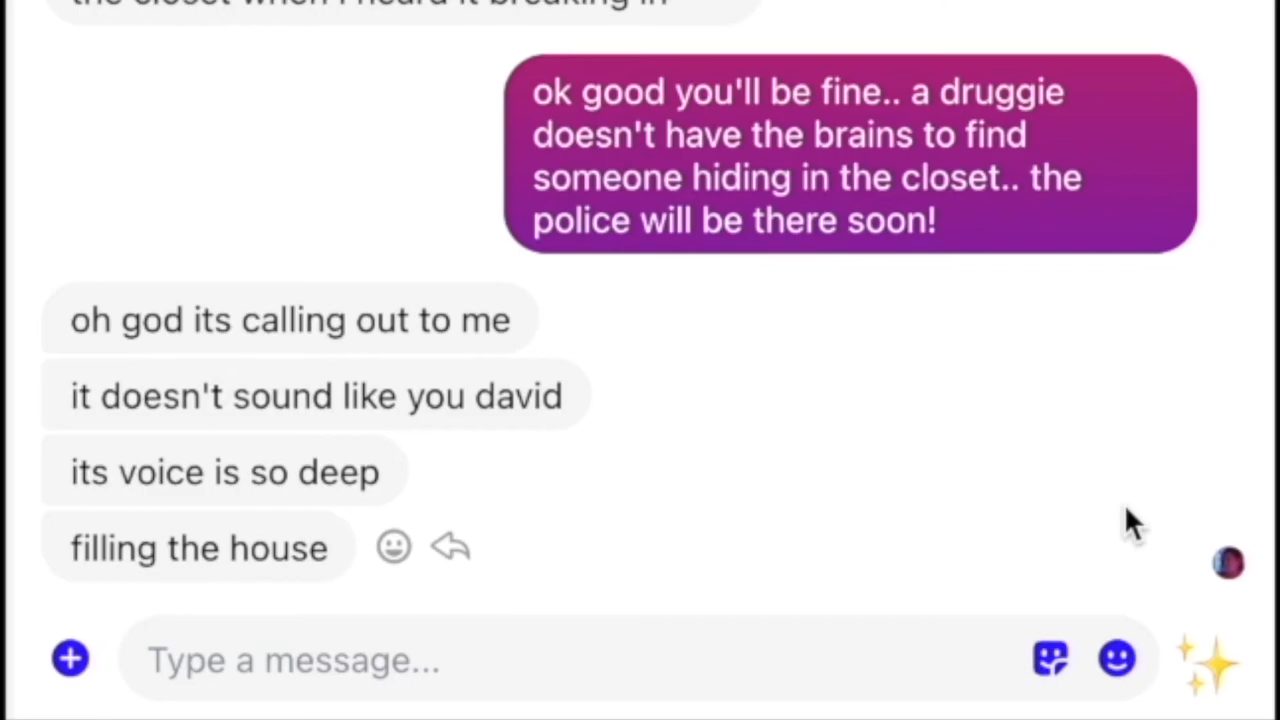 the closet when I heard it breaking in
ok good you'll be fine.. a druggie
doesn't have the brains to find
someone hiding in the closet.. the
police will be there soon!
oh god its calling out to me
it doesn't sound like you david
its voice is so deep
filling the house
Type a message...